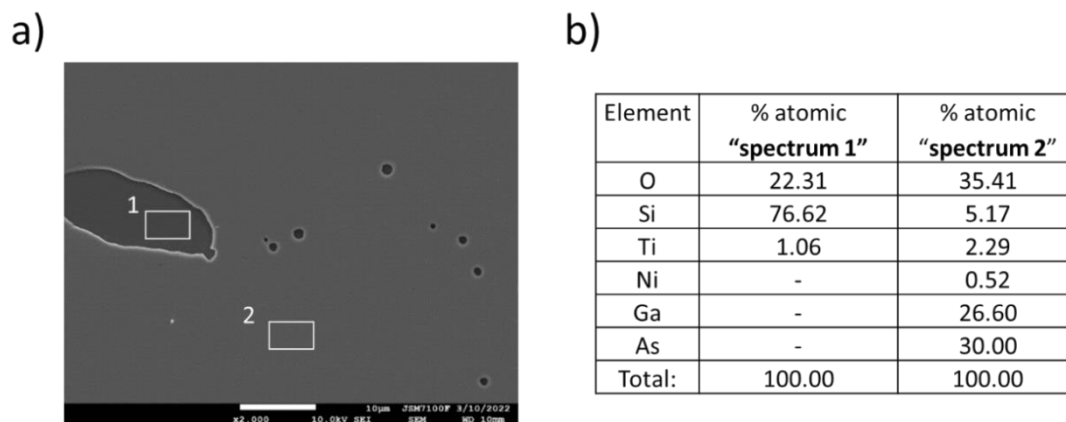 a)
b)
1
2
10μm JSM7100F 3/10/2022
x2.000 10.0kV SEI SEM WD 10mm
Element % atomic "spectrum 1" % atomic "spectrum 2"
O 22.31 35.41
Si 76.62 5.17
Ti 1.06 2.29
Ni - 0.52
Ga - 26.60
As - 30.00
Total: 100.00 100.00